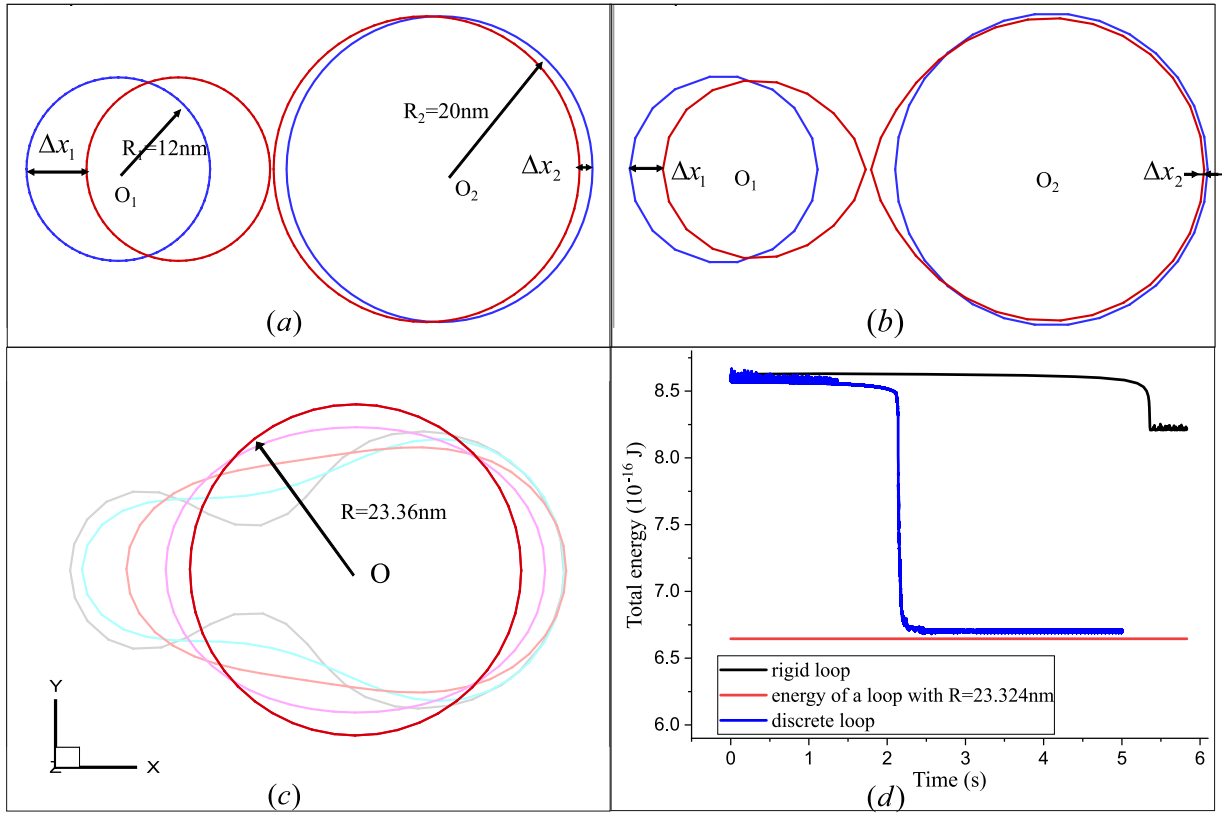 Δx₁
R₁=12nm
O₁
R₂=20nm
O₂
Δx₂
(a)
Δx₁
O₁
O₂
Δx₂
(b)
R=23.36nm
O
Y
Z
X
(c)
Total energy (10⁻¹⁶ J)
8.5
8.0
7.5
7.0
6.5
6.0
rigid loop
energy of a loop with R=23.324nm
discrete loop
0 1 2 3 4 5 6
Time (s)
(d)